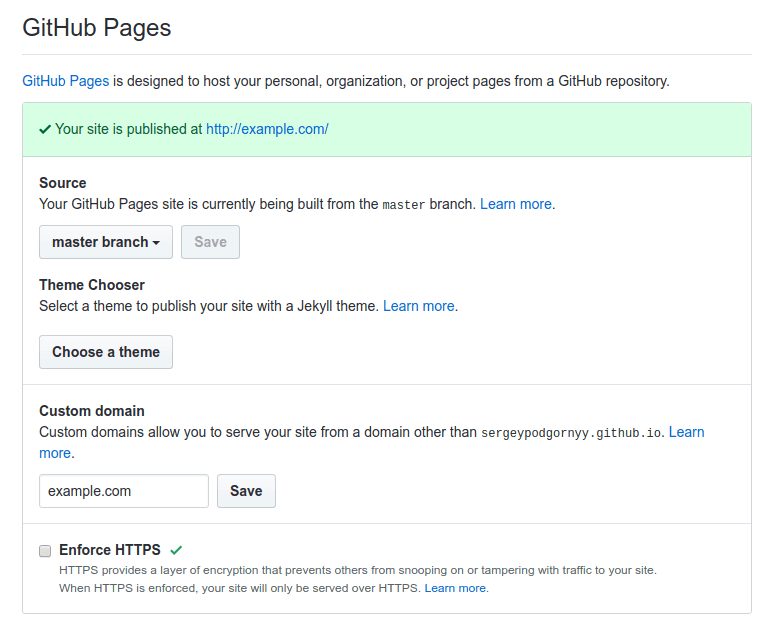 GitHub Pages
GitHub Pages is designed to host your personal, organization, or project pages from a GitHub repository.
Your site is published at http://example.com/
Source
Your GitHub Pages site is currently being built from the master branch. Learn more.
master branch Save
Theme Chooser
Select a theme to publish your site with a Jekyll theme. Learn more.
Choose a theme
Custom domain
Custom domains allow you to serve your site from a domain other than sergeypodgornyy.github.io. Learn
more.
example.com Save
Enforce HTTPS
HTTPS provides a layer of encryption that prevents others from snooping on or tampering with traffic to your site.
When HTTPS is enforced, your site will only be served over HTTPS. Learn more.